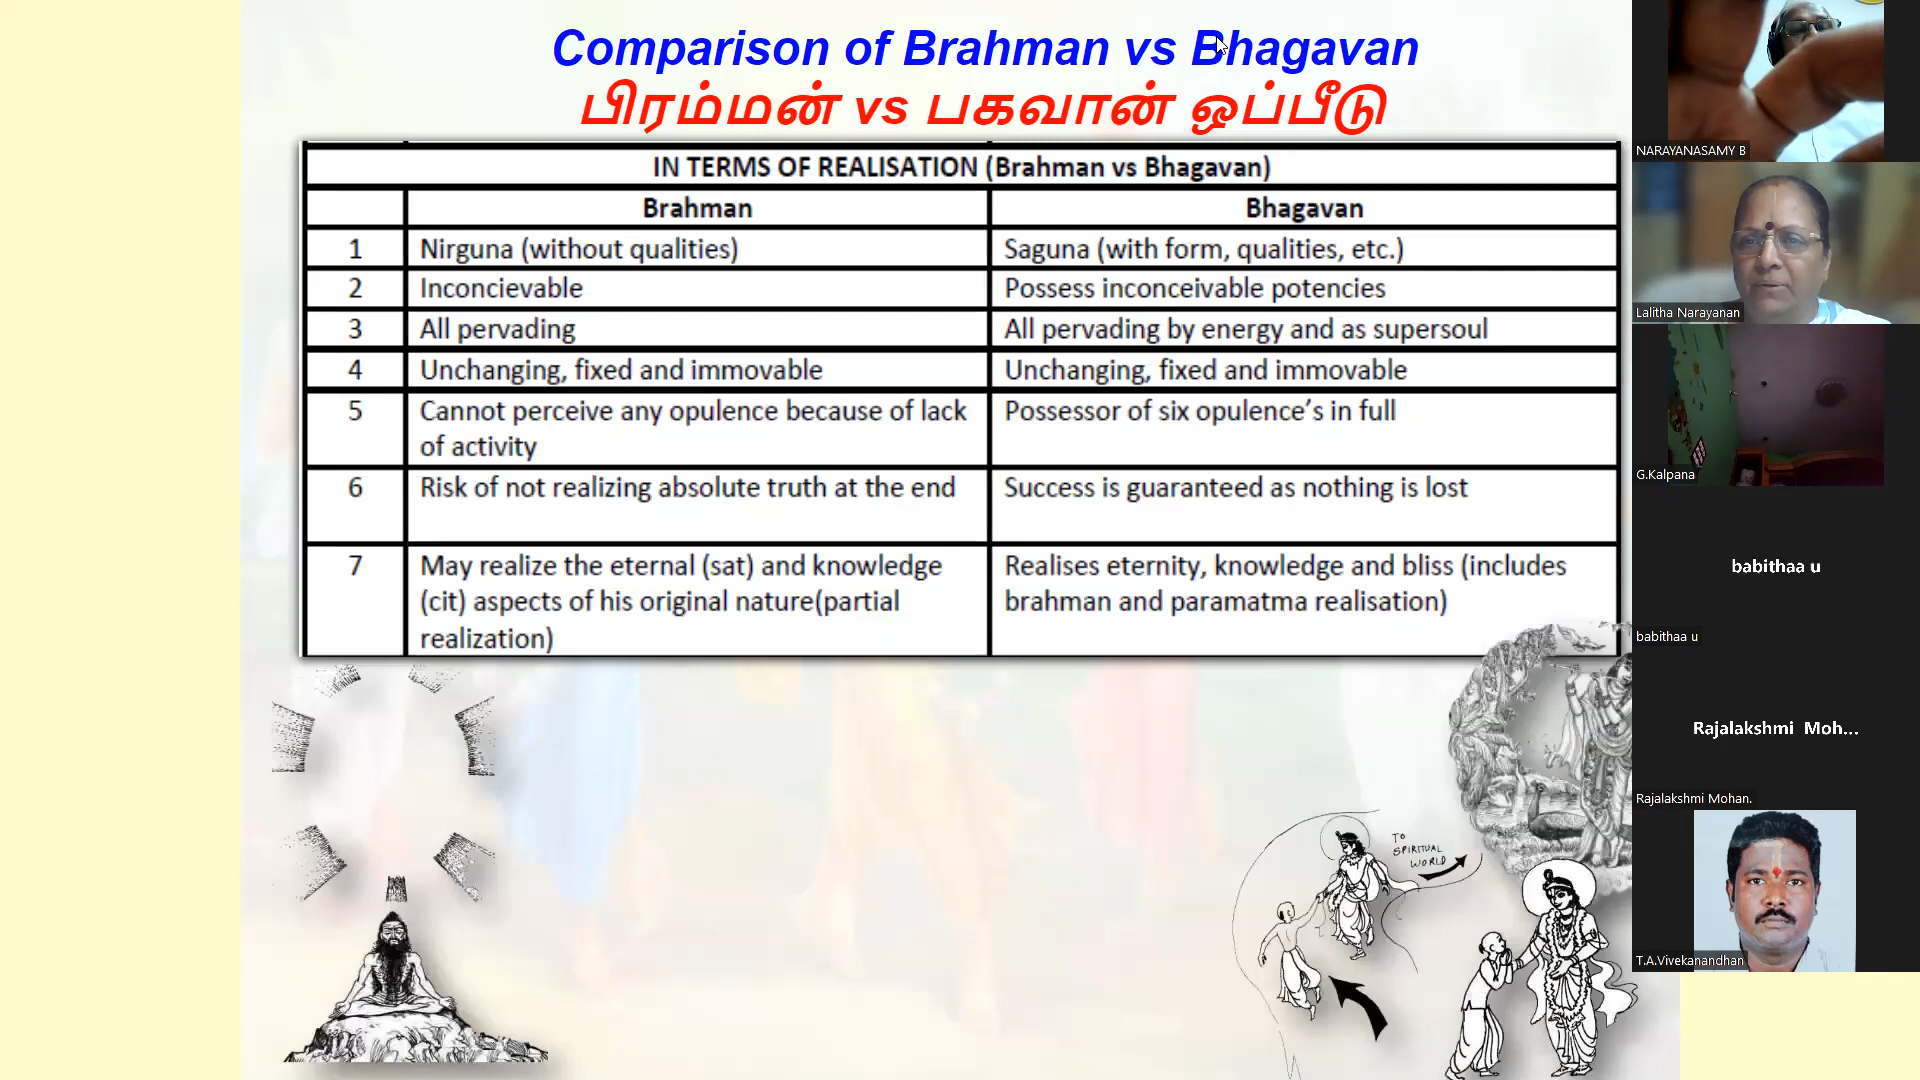 Comparison of Brahman vs Bhagavan
பிரம்மன் vs பகவான் ஒப்பீடு
IN TERMS OF REALISATION (Brahman vs Bhagavan)
Brahman Bhagavan
1 Nirguna (without qualities) Saguna (with form, qualities, etc.)
2 Inconcievable Possess inconceivable potencies
3 All pervading All pervading by energy and as supersoul
4 Unchanging, fixed and immovable Unchanging, fixed and immovable
5 Cannot perceive any opulence because of lack Possessor of six opulence's in full
of activity
6 Risk of not realizing absolute truth at the end Success is guaranteed as nothing is lost
7 May realize the eternal (sat) and knowledge Realises eternity, knowledge and bliss (includes
(cit) aspects of his original nature(partial brahman and paramatma realisation)
realization)
TO
SPIRITUAL
WORLD
NARAYANASAMY B
Lalitha Narayanan
G.Kalpana
babithaa u
babithaa u
Rajalakshmi Moh...
Rajalakshmi Mohan.
T.A.Vivekanandhan